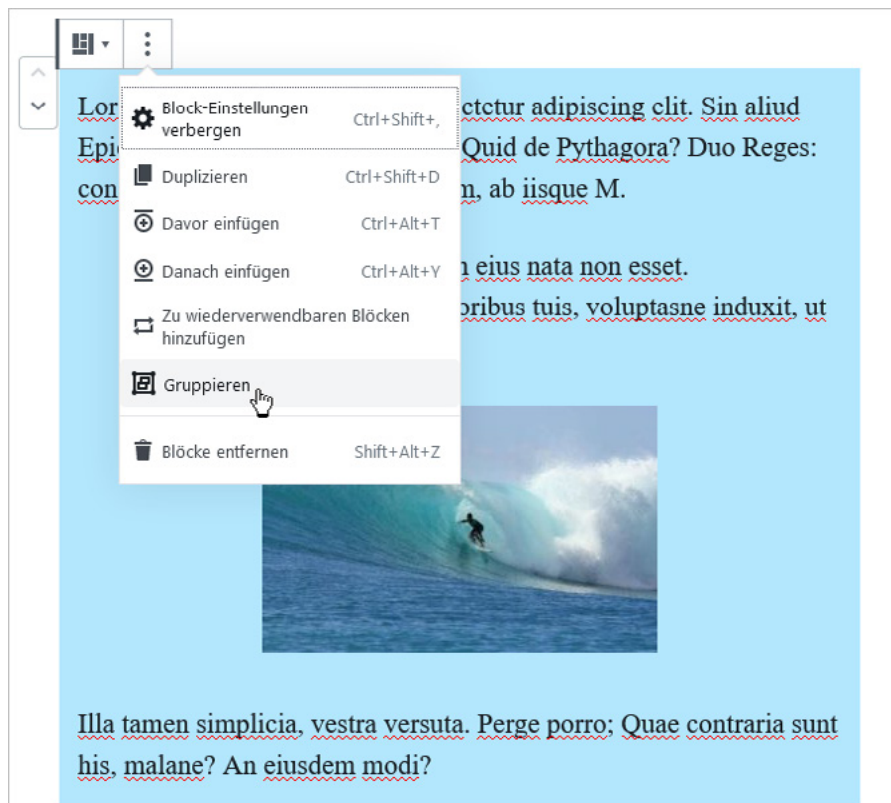 Block-Einstellungen
verbergen
Ctrl+Shift+,
Duplizieren
Ctrl+Shift+D
Davor einfügen
Ctrl+Alt+T
Danach einfügen
Ctrl+Alt+Y
Zu wiederverwendbaren Blöcken
hinzufügen
Gruppieren
Blöcke entfernen
Shift+Alt+Z
Lor ctctur adipiscing clit. Sin aliud
Epi Quid de Pythagora? Duo Reges:
con m, ab iisque M.
eius nata non esset.
oribus tuis, voluptasne induxit, ut
Illa tamen simplicia, vestra versuta. Perge porro; Quae contraria sunt
his, malane? An eiusdem modi?